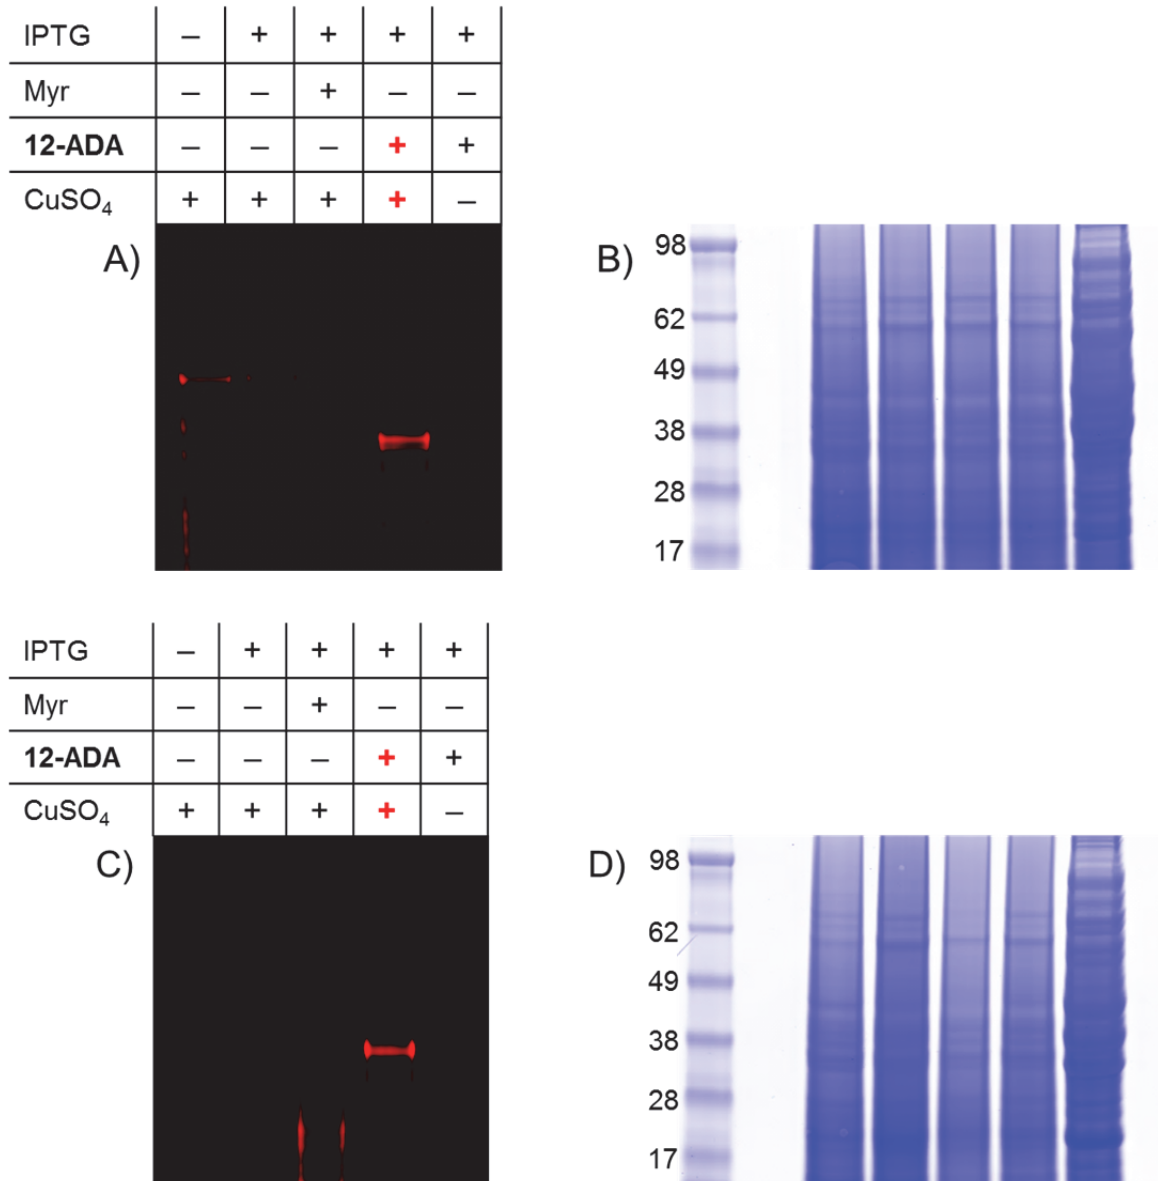 IPTG – + + + +
Myr – – + – –
12-ADA – – – + +
CuSO₄ + + + + –
A)
B)
98
62
49
38
28
17
IPTG – + + + +
Myr – – + – –
12-ADA – – – + +
CuSO₄ + + + + –
C)
D)
98
62
49
38
28
17